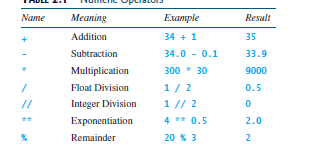 TABLE 2.1 Numeric Operators
Name Meaning Example Result
+ Addition 34 + 1 35
- Subtraction 34.0 - 0.1 33.9
* Multiplication 300 * 30 9000
/ Float Division 1 / 2 0.5
// Integer Division 1 // 2 0
** Exponentiation 4 ** 0.5 2.0
% Remainder 20 % 3 2